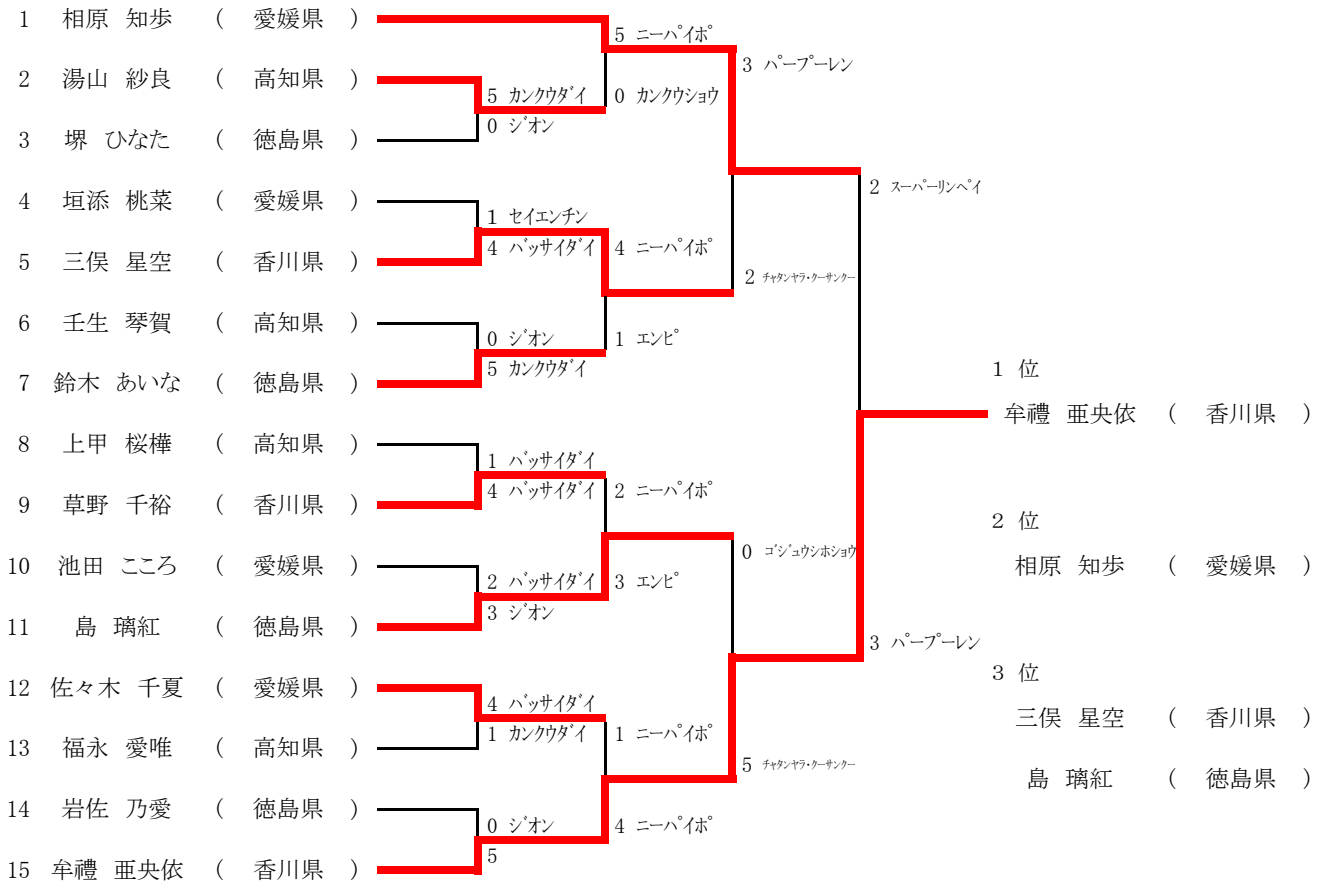 1 相原 知歩 ( 愛媛県 )
5 ニーパイポ
3 パープーレン
2 湯山 紗良 ( 高知県 )
5 カンクウダイ
0 カンクウショウ
0 ジオン
3 堺 ひなた ( 徳島県 )
2 スーパーリンペイ
4 垣添 桃菜 ( 愛媛県 )
1 セイエンチン
4 バッサイダイ
4 ニーパイポ
5 三俣 星空 ( 香川県 )
2 チャタンヤラ・クーサンクー
6 壬生 琴賀 ( 高知県 )
0 ジオン
1 エンピ
5 カンクウダイ
7 鈴木 あいな ( 徳島県 )
1 位
牟禮 亜央依 ( 香川県 )
8 上甲 桜樺 ( 高知県 )
1 バッサイダイ
4 バッサイダイ
2 ニーパイポ
9 草野 千裕 ( 香川県 )
2 位
0 ゴジュウシホショウ
10 池田 こころ ( 愛媛県 )
相原 知歩 ( 愛媛県 )
2 バッサイダイ
3 エンピ
3 ジオン
11 島 璃紅 ( 徳島県 )
3 パープーレン
3 位
12 佐々木 千夏 ( 愛媛県 )
4 バッサイダイ
三俣 星空 ( 香川県 )
1 カンクウダイ
1 ニーパイポ
13 福永 愛唯 ( 高知県 )
5 チャタンヤラ・クーサンクー
島 璃紅 ( 徳島県 )
14 岩佐 乃愛 ( 徳島県 )
0 ジオン
4 ニーパイポ
5
15 牟禮 亜央依 ( 香川県 )